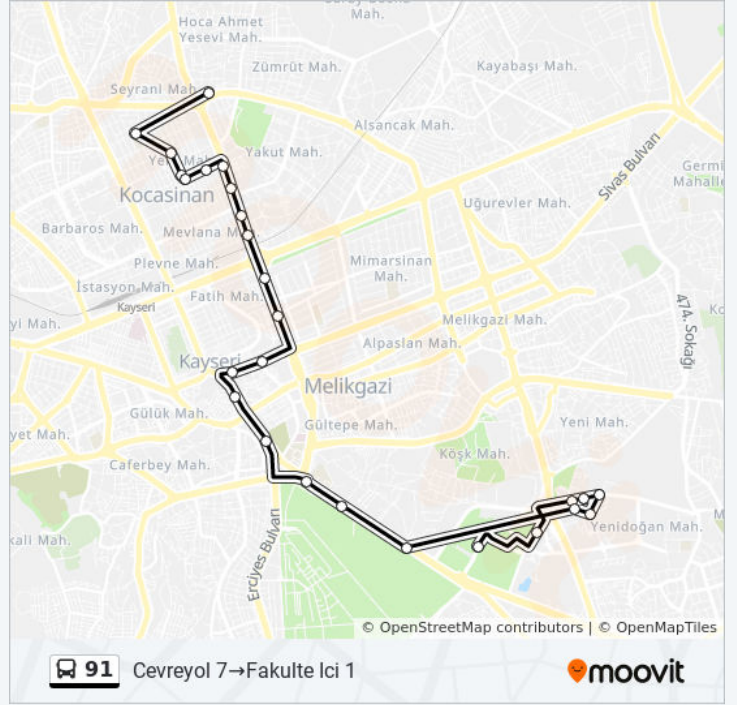 Hoca Ahmet
Yesevi Mah.
Mah.
Zümrüt Mah.
Kayabaşı Mah.
Seyrani Mah.
Alsancak Mah.
Yakut Mah.
Sivas Bulvarı
Germi
Mahalle
Kocasinan
Uğurevler Mah.
Barbaros Mah.
Mevlana
Plevne Mah.
Mimarsinan
Mah.
İstasyon Mah.
Fatih Mah.
Kayseri
474. Sokağı
Ko
yi Mah.
Melikgazi Mah.
Alpaslan Mah.
Kayseri
Melikgazi
Gülük Mah.
Gültepe Mah.
Yeni Mah.
yet Mah.
Caferbey Mah.
Köşk Mah.
Erciyes Bulvarı
Yenidoğan Mah.
M
kali Mah.
© OpenStreetMap contributors | © OpenMapTiles
91 Cevreyol 7→Fakulte Ici 1
moovit